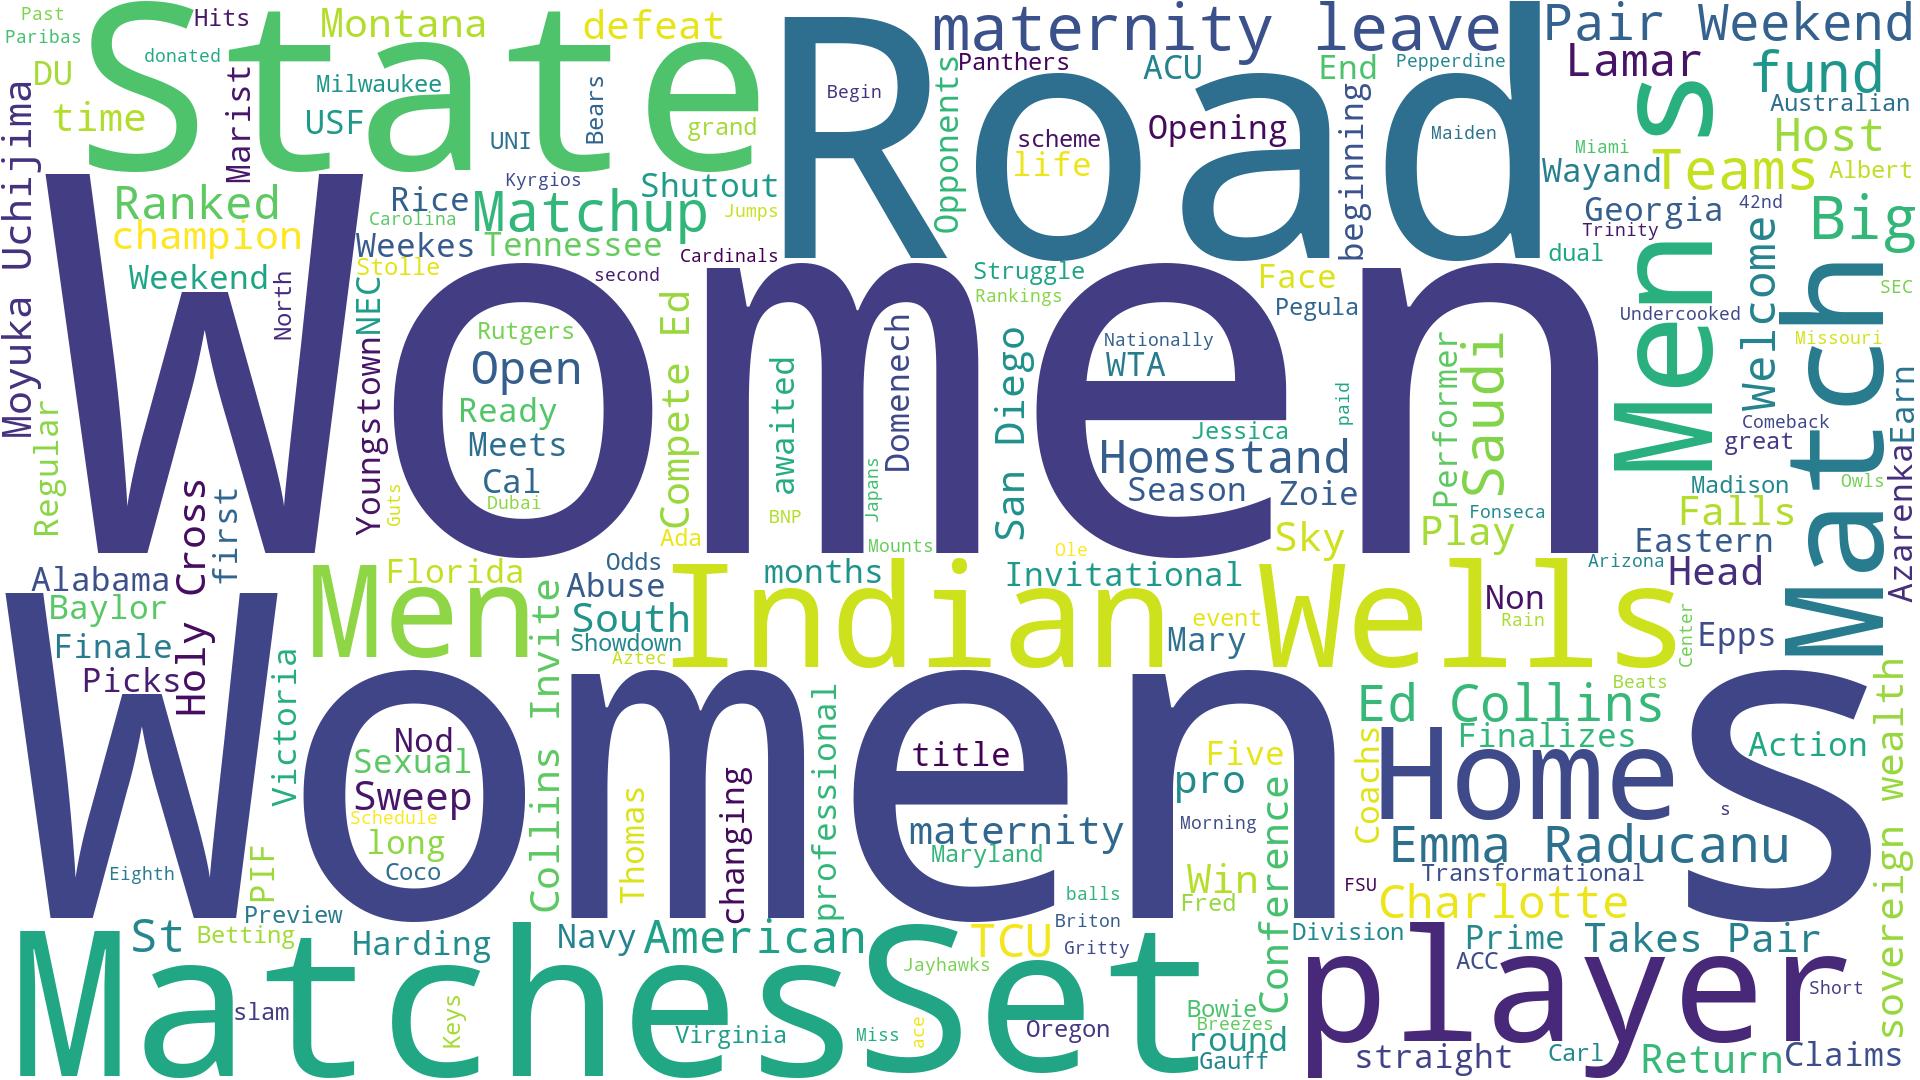 Past
Paribas
Hits
State
Montana
defeat
donated
DU
time
Milwaukee
USF
Marist
UNI
Bears
grand
Road
Begin
maternity leave
Panthers
ACU
End
Pepperdine
Opponents
scheme
life
Opening
beginning
Maiden
Pair Weekend
Lamar
fund
Men s
Australian
Host
Miami
Wayand
Teams
Albert
Moyuka Uchijima
Women
Ranked
champion
Weekend
North
Rice
Kyrgios
Carolina
Matchup
Shutout
Jumps
Weekes
Tennessee
Stolle
second
Cardinals
Struggle
Rankings
Face
Pegula
dual
Georgia
42nd
Trinity
Big
Welcome
Match
SEC
Undercooked
Missouri
Regular
YoungstownNEC
Rutgers
Open
Ready
Meets
Cal
Dubai
Guts
Compete Ed
awaited
Domenech
Japans
BNP
San Diego
Nationally
WTA
Jessica
Homestand
Season
Zoie
paid
Performer
Saudi
Fonseca
Play
Sky
Comeback
great
Madison
Owls
Falls
Eastern
AzarenkaEarn
Holy Cross
first
Ada
Mounts
Ole
Arizona
Head
Alabama
Baylor
Finale
Picks
Men
Florida
Odds
Abuse
South
Showdown
Aztec
Indian Wells
months
Invitational
event
Mary
Non
Rain
Center
Epps
Women s
Victoria
Collins Invite
Beats
Ed Collins
Finalizes
Action
sovereign wealth
Nod
Sexual
Sweep
Schedule
long
Coco
Thomas
changing
professional
title
maternity
Maryland
Five
pro
Morning
Conference
Coachs
Home
s
Emma Raducanu
Transformational
Eighth
PIF
Preview
balls
Win
Fred
FSU
Charlotte
Matches
St
Betting
Harding
Navy
American
TCU
Briton
Gritty
Division
Prime
Takes Pair
ACC
Set
Jayhawks
player
slam
Keys
Virginia
Miss
ace
Oregon
Bowie
Breezes
round
Gauff
straight
Carl
Short
Return
Claims